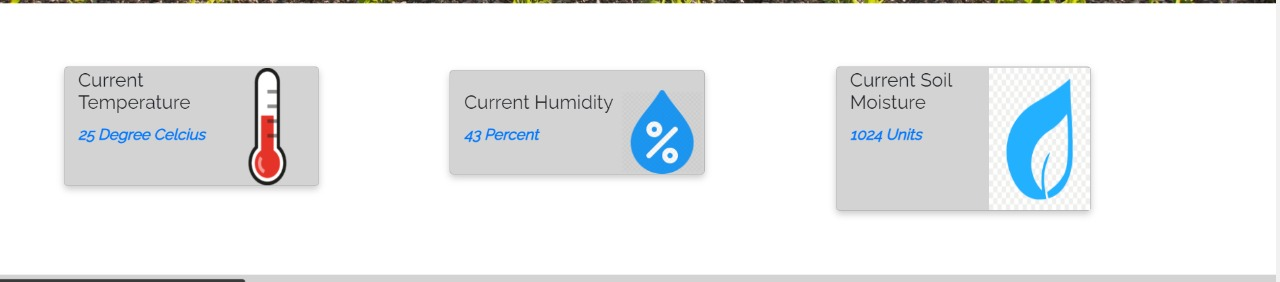 Current
Temperature
25 Degree Celcius
Current Humidity
43 Percent
%
Current Soil
Moisture
1024 Units